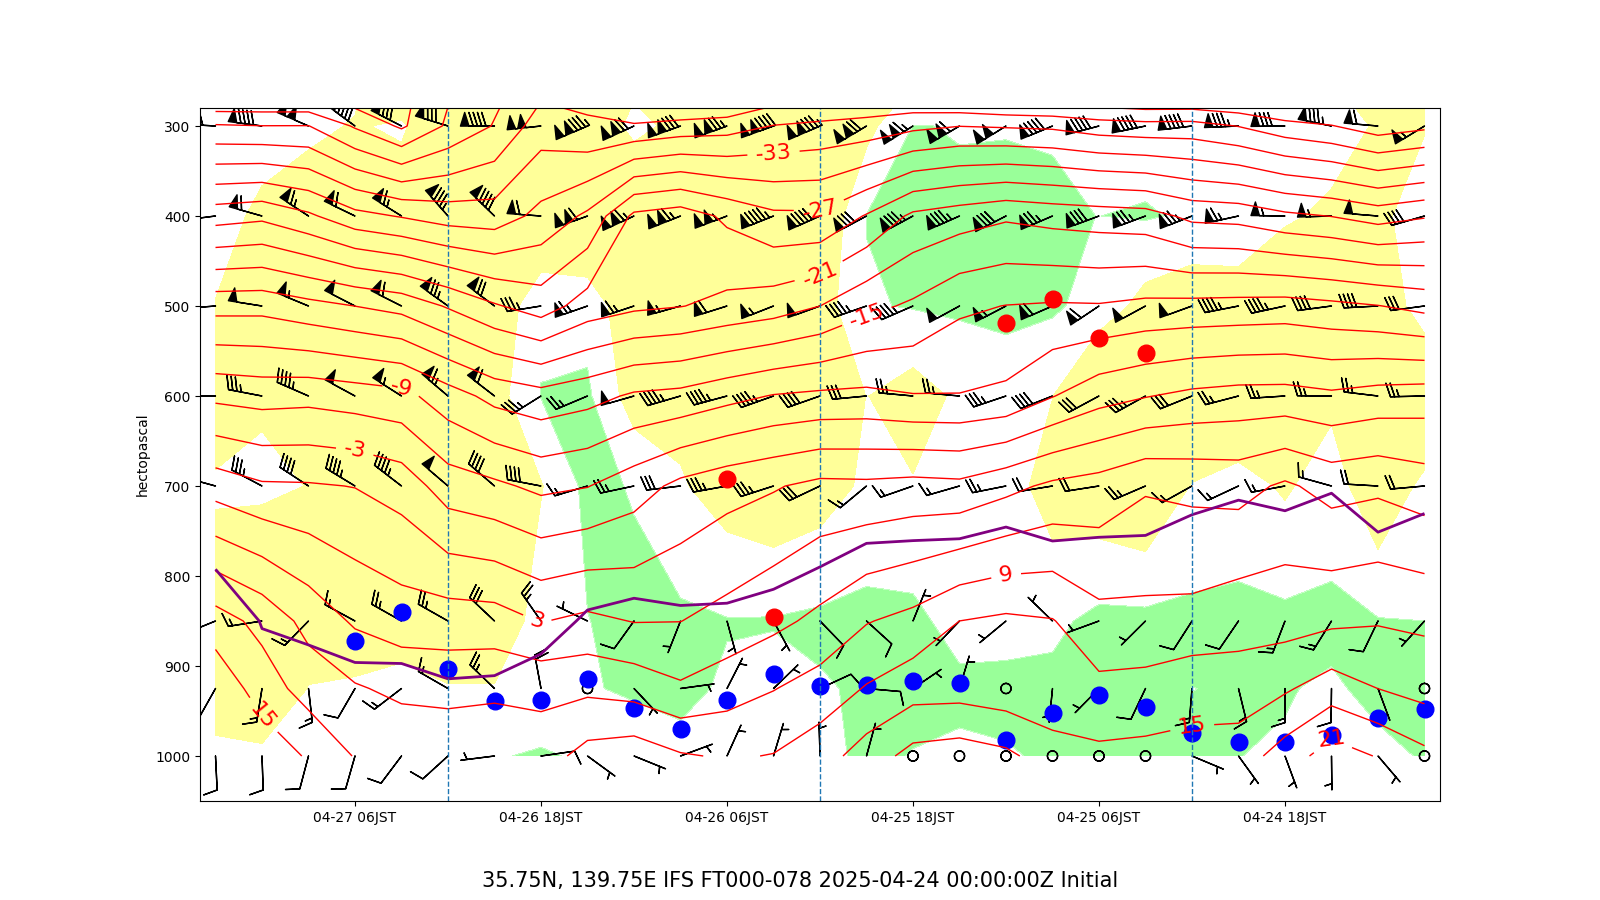 300
400
500
600
700
800
900
1000
hectopascal
-33
-27
-21
-15
-9
-3
3
9
15
15
21
04-27 06JST
04-26 18JST
04-26 06JST
04-25 18JST
04-25 06JST
04-24 18JST
35.75N, 139.75E IFS FT000-078 2025-04-24 00:00:00Z Initial